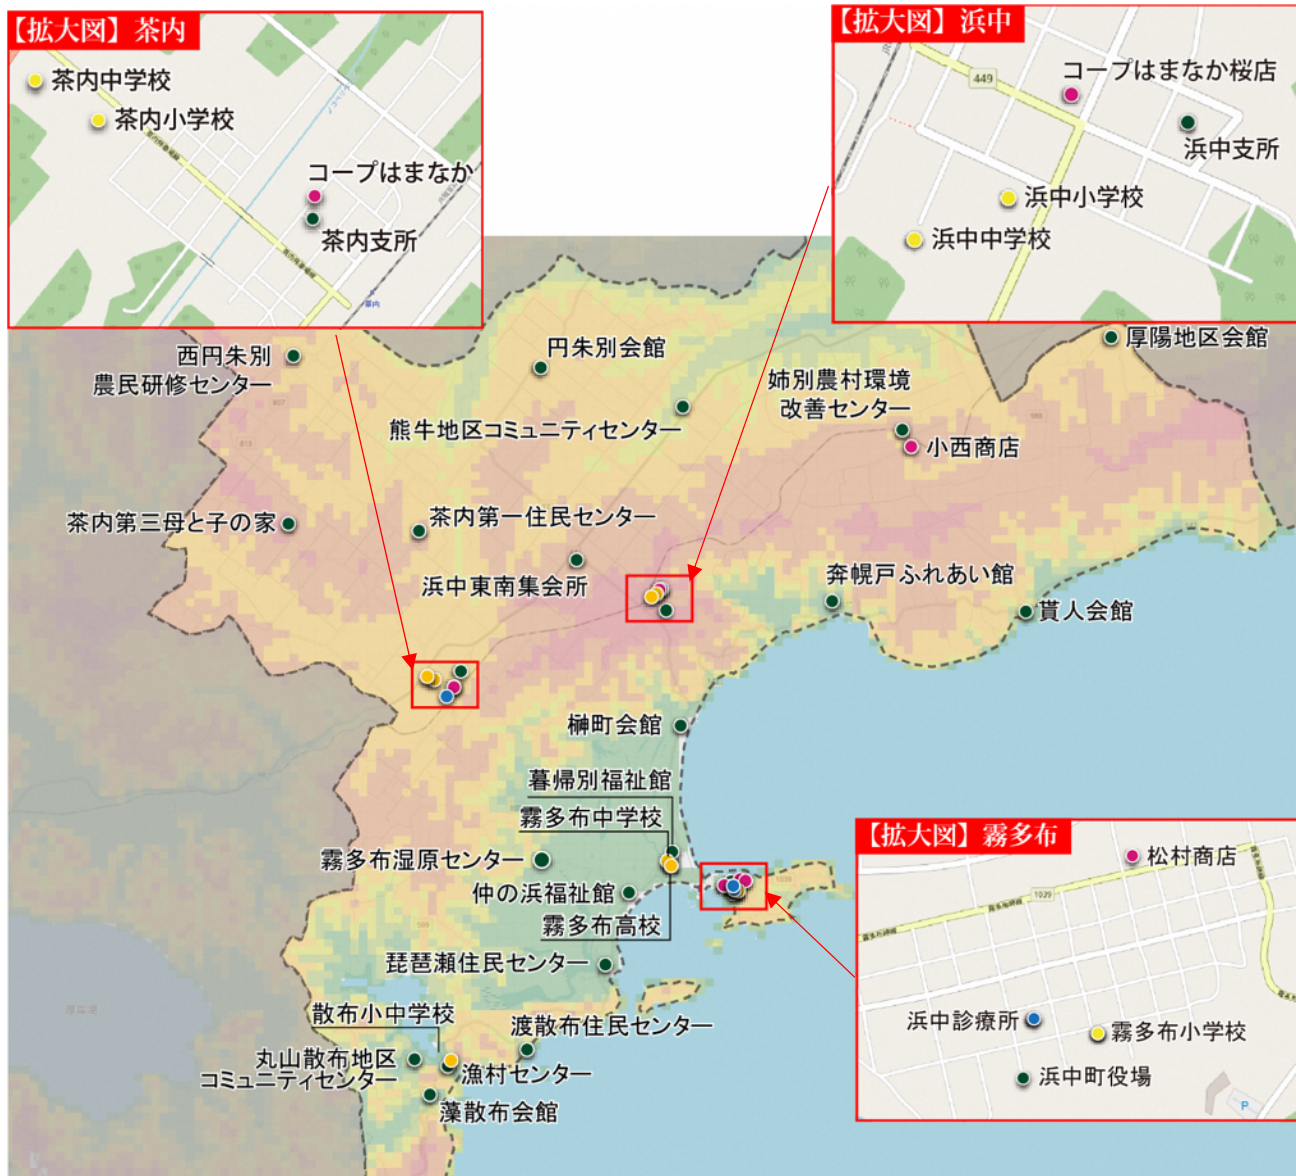 【拡大図】茶内
茶内中学校
茶内小学校
コープはまなか
茶内支所
茶内
【拡大図】浜中
449
コープはまなか桜店
浜中支所
浜中小学校
浜中中学校
西円朱別
農民研修センター
円朱別会館
熊牛地区コミュニティセンター
姉別農村環境
改善センター
小西商店
厚陽地区会館
807
813
988
茶内第三母と子の家
茶内第一住民センター
浜中東南集会所
奔幌戸ふれあい館
貰人会館
榊町会館
暮帰別福祉館
霧多布中学校
霧多布湿原センター
仲の浜福祉館
霧多布高校
琵琶瀬住民センター
散布小中学校
渡散布住民センター
丸山散布地区
コミュニティセンター
漁村センター
藻散布会館
1039
【拡大図】霧多布
松村商店
1039
浜中診療所
霧多布小学校
浜中町役場
P